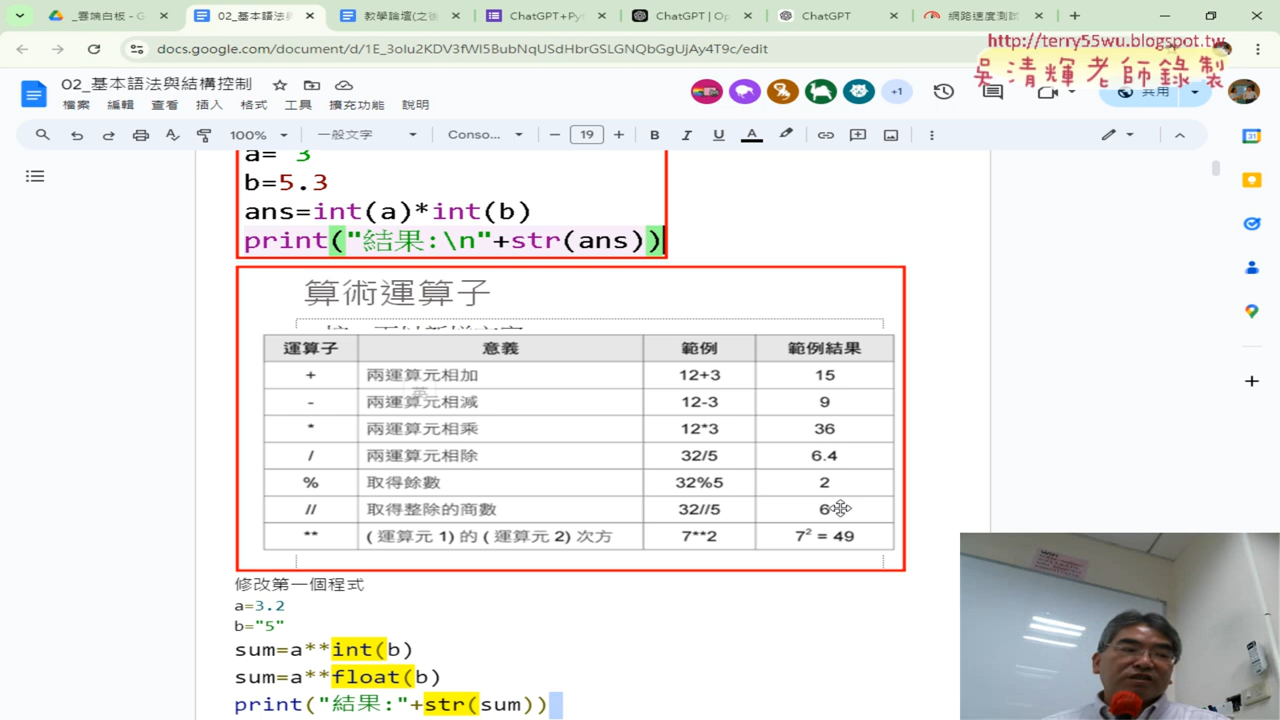 _雲端白板 - G
02_基本語法與
教學論壇(之後
ChatGPT+Pyt
ChatGPT | Op
ChatGPT
網路速度測試
docs.google.com/document/d/1E_3oIu2KDV3fWI5BubNqUSdHbrGSLGNQbGgUjAy4T9c/edit
http://terry55wu.blogspot.tw
吳清輝老師錄製
02_基本語法與結構控制
檔案 編輯 查看 插入 格式 工具 擴充功能 說明
+1
共用
100% 一般文字 Conso... 19 B I U A
a= 3
b=5.3
ans=int(a)*int(b)
print("結果:\n"+str(ans))
算術運算子
運算子 意義 範例 範例結果
+ 兩運算元相加 12+3 15
- 兩運算元相減 12-3 9
* 兩運算元相乘 12*3 36
/ 兩運算元相除 32/5 6.4
% 取得餘數 32%5 2
// 取得整除的商數 32//5 6
** ( 運算元 1) 的 ( 運算元 2) 次方 7**2 7² = 49
英
修改第一個程式
a=3.2
b="5"
sum=a**int(b)
sum=a**float(b)
print("結果:"+str(sum))